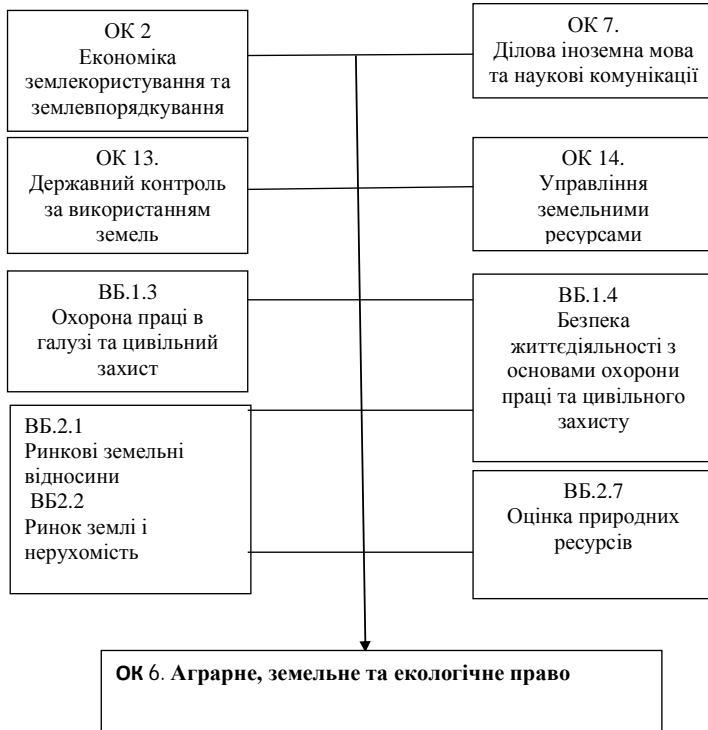 ОК 2
Економіка
землекористування та
землевпорядкування
ОК 7.
Ділова іноземна мова
та наукові комунікації
ОК 13.
Державний контроль
за використанням
земель
ОК 14.
Управління
земельними
ресурсами
ВБ.1.3
Охорона праці в
галузі та цивільний
захист
ВБ.1.4
Безпека
життєдіяльності з
основами охорони
праці та цивільного
захисту
ВБ.2.1
Ринкові земельні
відносини
ВБ2.2
Ринок землі і
нерухомість
ВБ.2.7
Оцінка природних
ресурсів
ОК 6. Аграрне, земельне та екологічне право